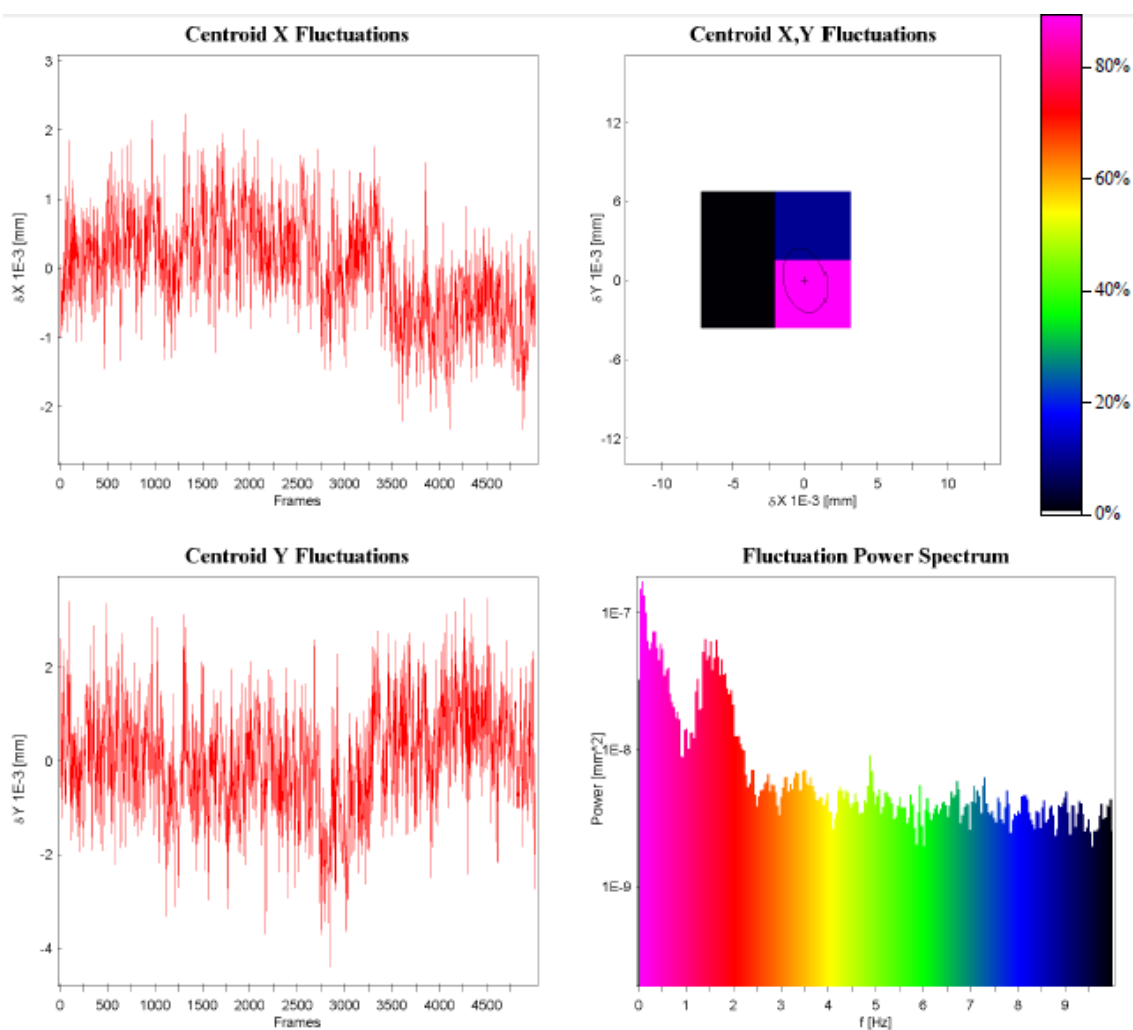 Centroid X Fluctuations
3
2
1
0
-1
-2
δX 1E-3 [mm]
0 500 1000 1500 2000 2500 3000 3500 4000 4500
Frames
Centroid X,Y Fluctuations
12
6
0
-6
-12
δY 1E-3 [mm]
-10 -5 0 5 10
δX 1E-3 [mm]
80%
60%
40%
20%
0%
Centroid Y Fluctuations
2
0
-2
-4
δY 1E-3 [mm]
0 500 1000 1500 2000 2500 3000 3500 4000 4500
Frames
Fluctuation Power Spectrum
1E-7
1E-8
1E-9
Power [mm^2]
0 1 2 3 4 5 6 7 8 9
f [Hz]